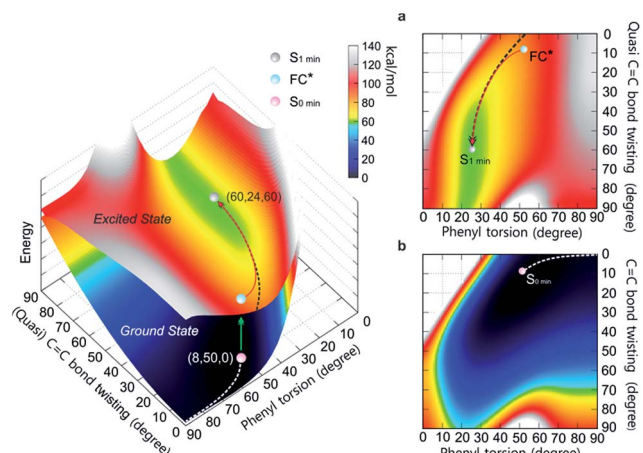 S1 min
FC*
S0 min
140
120
100
80
60
40
20
0
kcal/mol
Excited State
(60,24,60)
Ground State
(8,50,0)
Energy
90
80
70
60
50
40
30
20
10
0
(Quasi) C=C bond twisting (degree)
90
80
70
60
50
40
30
20
10
0
Phenyl torsion (degree)
a
FC*
S1 min
0
10
20
30
40
50
60
70
80
90
Quasi C=C bond twisting (degree)
0 10 20 30 40 50 60 70 80 90
Phenyl torsion (degree)
b
S0 min
0
10
20
30
40
50
60
70
80
90
C=C bond twisting (degree)
0 10 20 30 40 50 60 70 80 90
Phenyl torsion (degree)